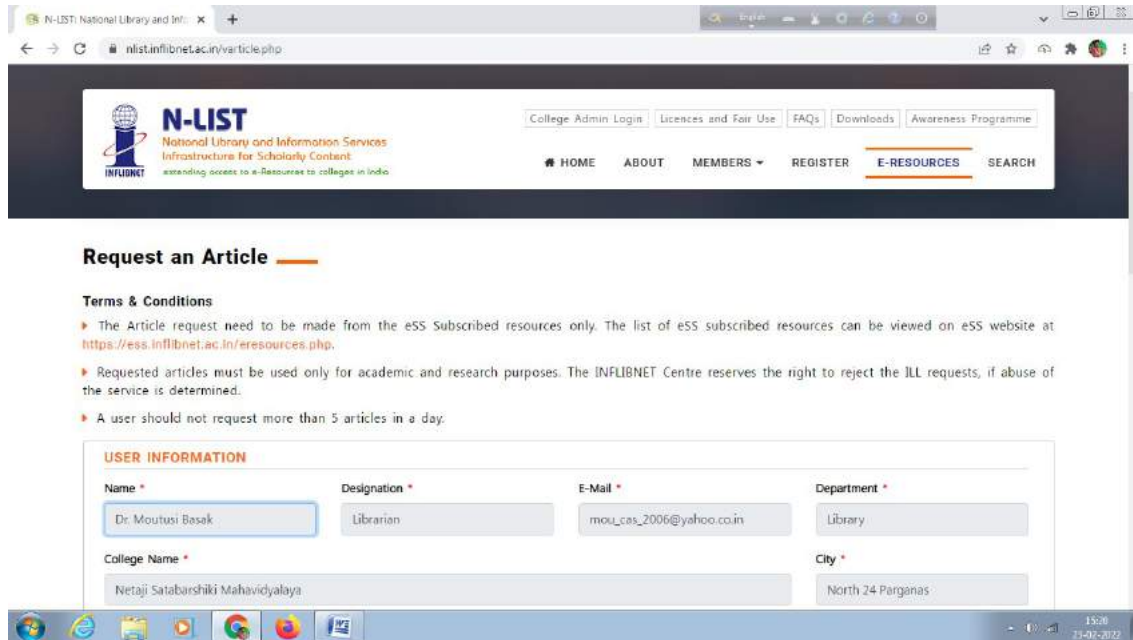 N-LIST: National Library and Inf
nlist.inflibnet.ac.in/varticle.php
INFLIBNET
N-LIST
National Library and Information Services
Infrastructure for Scholarly Content
extending access to e-Resources to colleges in India
College Admin Login Licences and Fair Use FAQs Downloads Awareness Programme
HOME ABOUT MEMBERS REGISTER E-RESOURCES SEARCH
Request an Article
Terms & Conditions
The Article request need to be made from the eSS Subscribed resources only. The list of eSS subscribed resources can be viewed on eSS website at
https://ess.inflibnet.ac.in/eresources.php.
Requested articles must be used only for academic and research purposes. The INFLIBNET Centre reserves the right to reject the ILL requests, if abuse of
the service is determined.
A user should not request more than 5 articles in a day.
USER INFORMATION
Name * Designation * E-Mail * Department *
Dr. Moutusi Basak Librarian mou_cas_2006@yahoo.co.in Library
College Name * City *
Netaji Satabarshiki Mahavidyalaya North 24 Parganas
15:20
23-02-2022